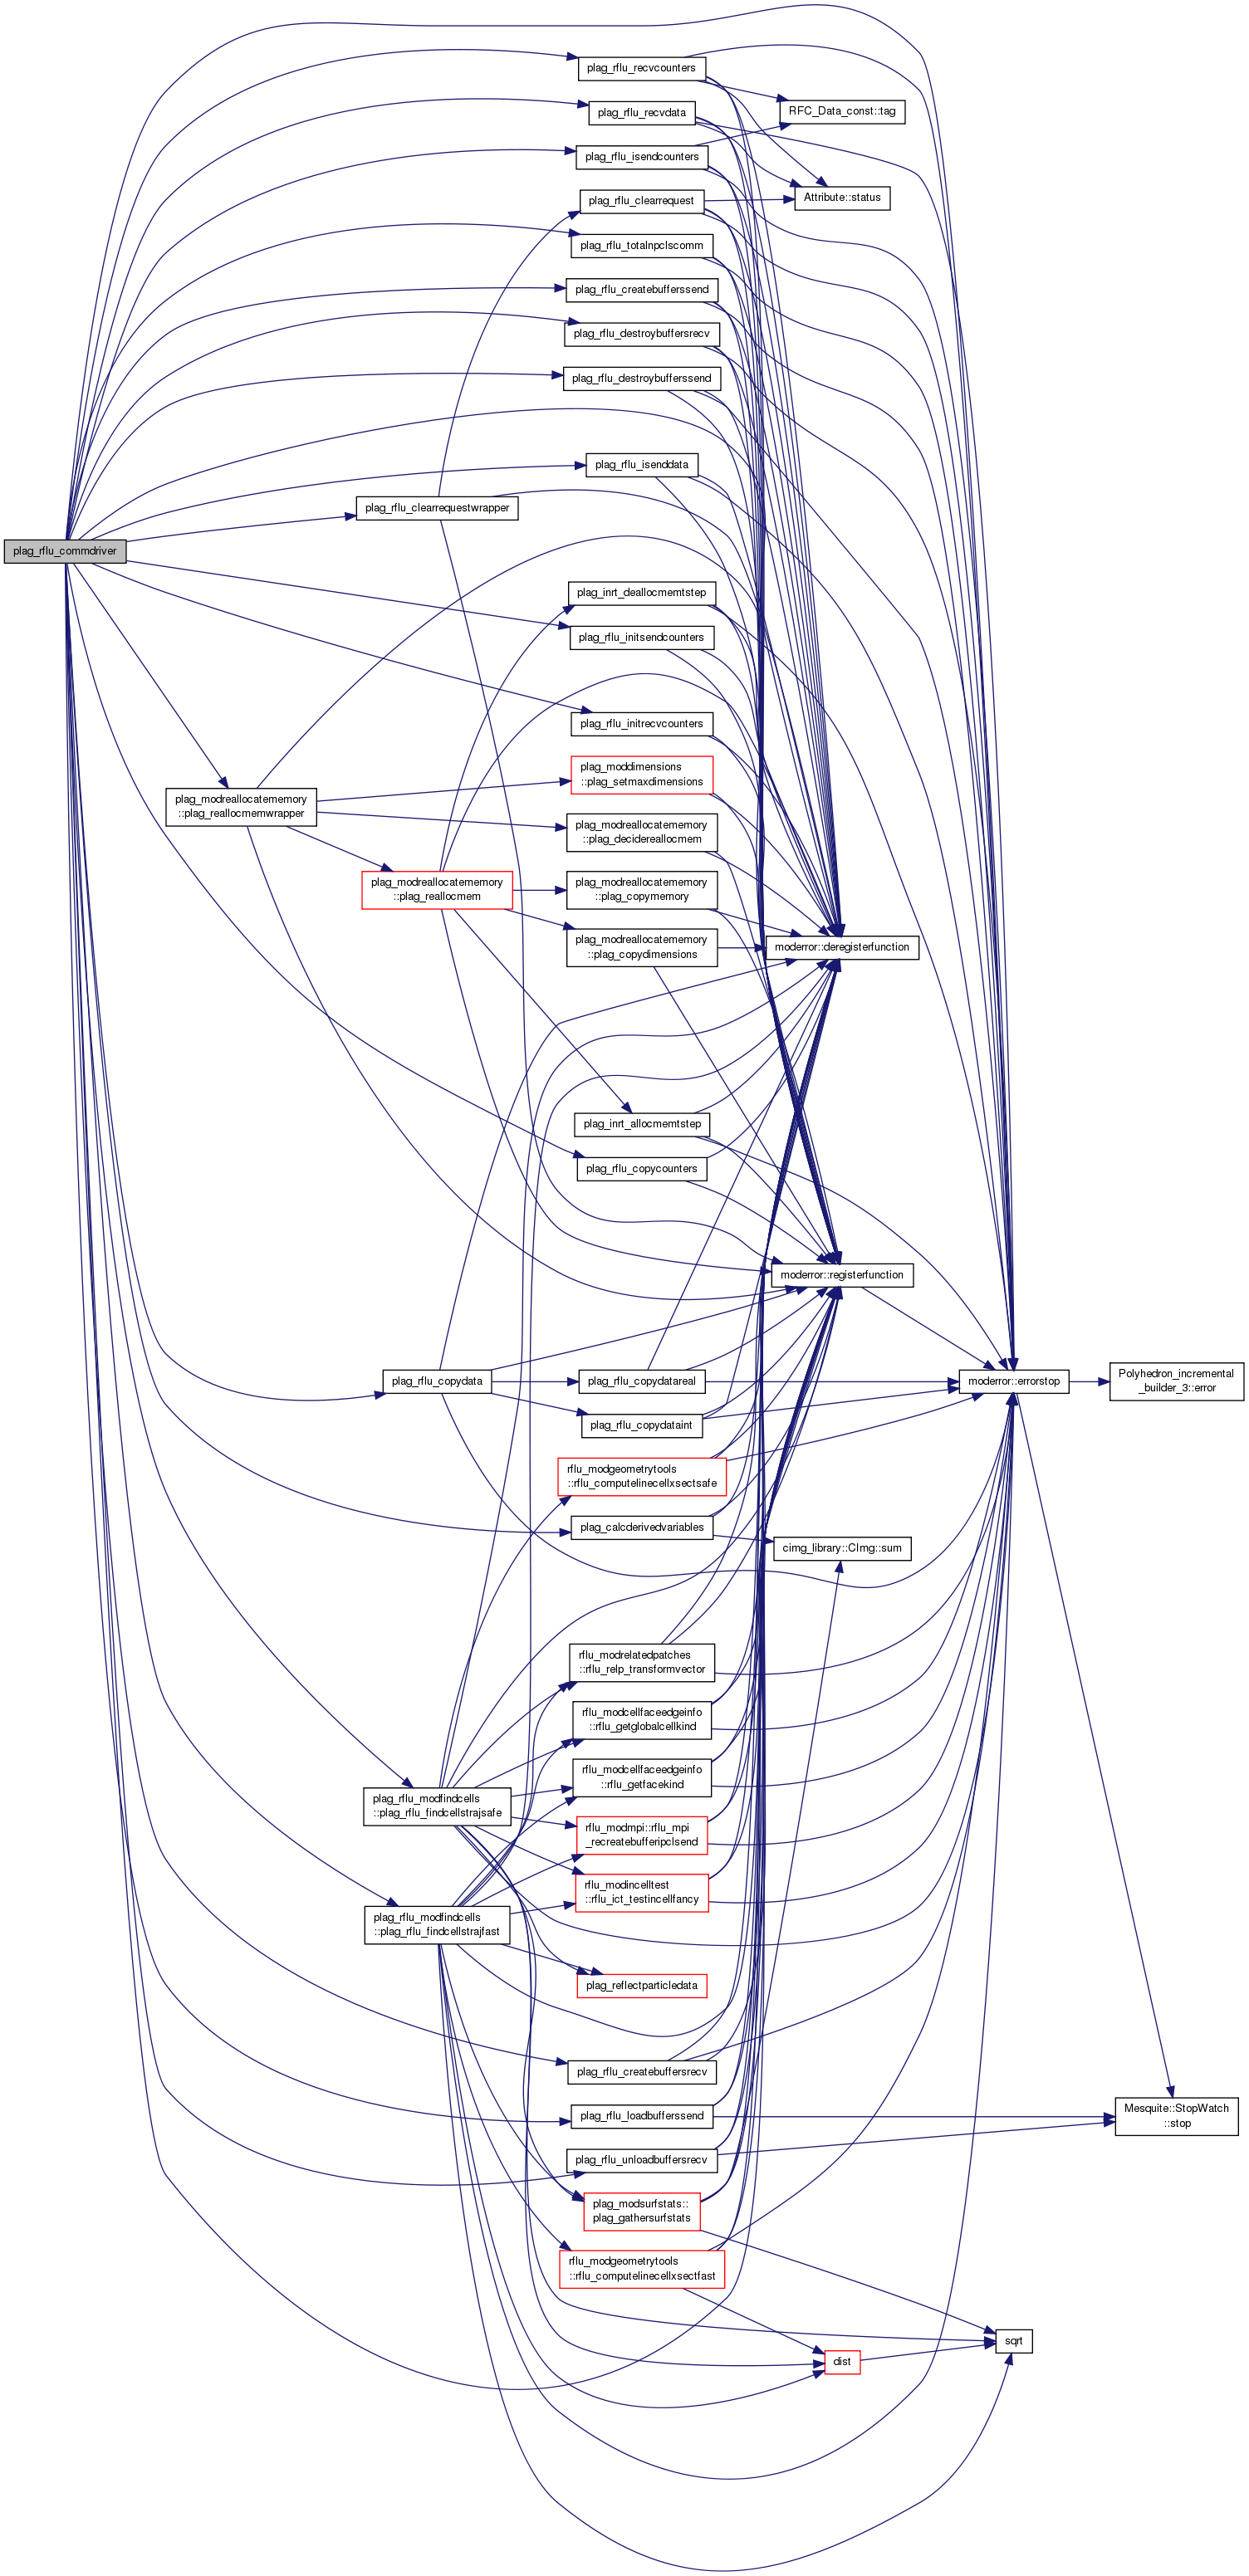 plag_rflu_recvcounters
RFC_Data_const::tag
plag_rflu_recvdata
plag_rflu_isendcounters
Attribute::status
plag_rflu_clearrequest
plag_rflu_totalnpclscomm
plag_rflu_createbufferssend
plag_rflu_destroybuffersrecv
plag_rflu_destroybufferssend
plag_rflu_isenddata
plag_rflu_clearrequestwrapper
plag_rflu_commdriver
plag_inrt_deallocmemtstep
plag_rflu_initsendcounters
plag_rflu_initrecvcounters
plag_moddimensions
::plag_setmaxdimensions
plag_modreallocatememory
::plag_reallocmemwrapper
plag_modreallocatememory
::plag_decidereallocmem
plag_modreallocatememory
::plag_reallocmem
plag_modreallocatememory
::plag_copymemory
plag_modreallocatememory
::plag_copydimensions
moderror::deregisterfunction
plag_inrt_allocmemtstep
plag_rflu_copycounters
moderror::registerfunction
plag_rflu_copydata
plag_rflu_copydatareal
moderror::errorstop
Polyhedron_incremental
_builder_3::error
plag_rflu_copydataint
rflu_modgeometrytools
::rflu_computelinecellxsectsafe
plag_calcderivedvariables
cimg_library::CImg::sum
rflu_modrelatedpatches
::rflu_relp_transformvector
rflu_modcellfaceedgeinfo
::rflu_getglobalcellkind
rflu_modcellfaceedgeinfo
::rflu_getfacekind
plag_rflu_modfindcells
::plag_rflu_findcellstrajsafe
rflu_modmpi::rflu_mpi
_recreatebufferipclsend
rflu_modincelltest
::rflu_ict_testincellfancy
plag_rflu_modfindcells
::plag_rflu_findcellstrajfast
plag_reflectparticledata
plag_rflu_createbuffersrecv
plag_rflu_loadbufferssend
Mesquite::StopWatch
::stop
plag_rflu_unloadbuffersrecv
plag_modsurfstats::
plag_gathersurfstats
rflu_modgeometrytools
::rflu_computelinecellxsectfast
sqrt
dist